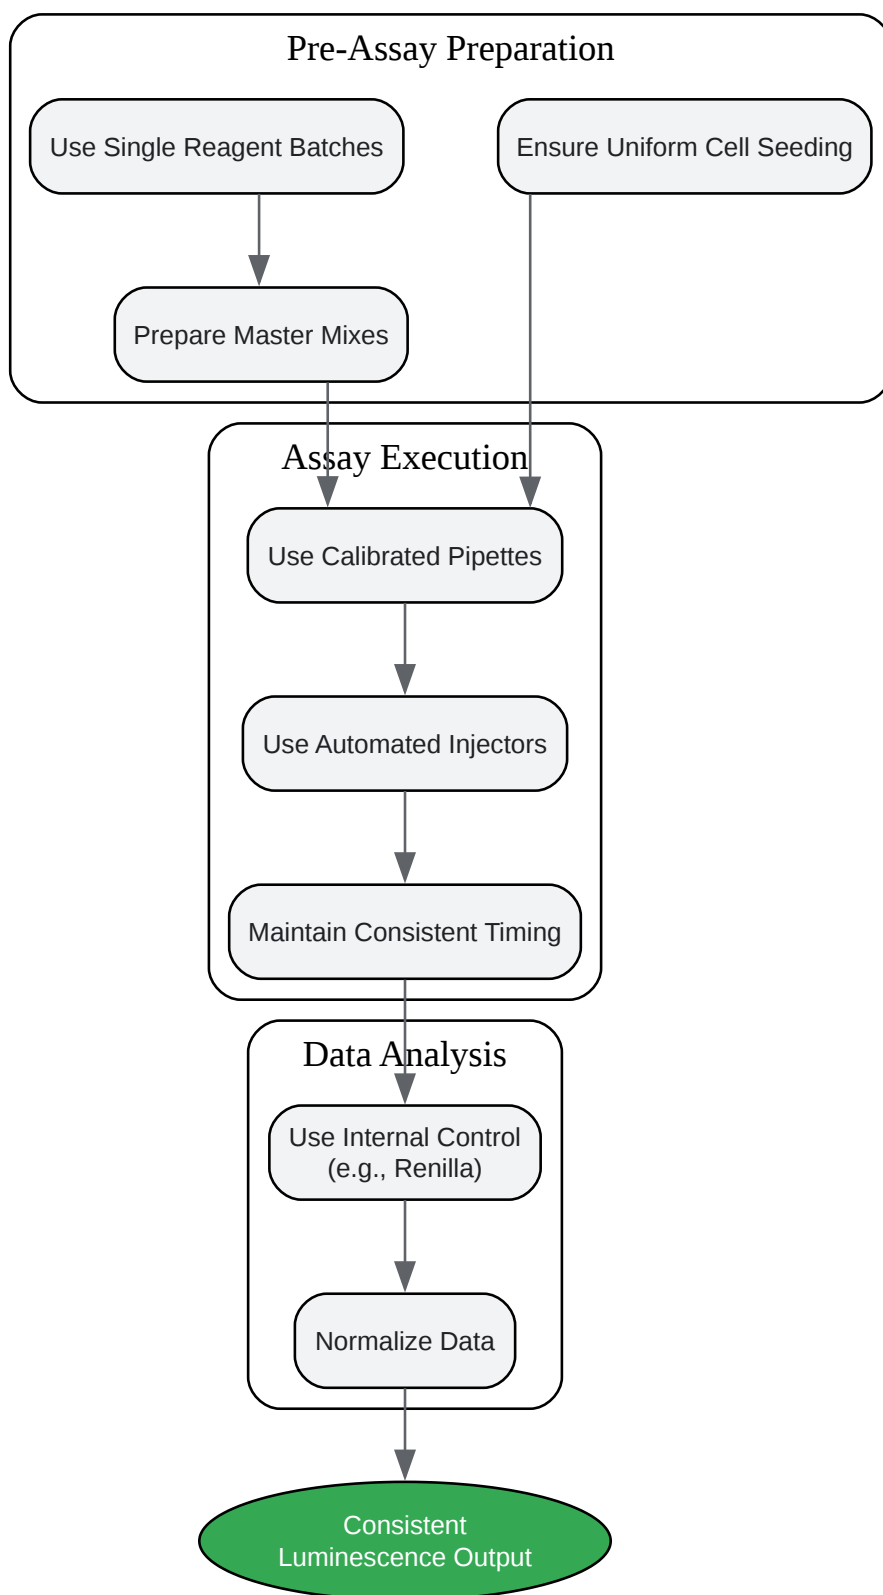 Pre-Assay Preparation
Use Single Reagent Batches
Ensure Uniform Cell Seeding
Prepare Master Mixes
Assay Execution
Use Calibrated Pipettes
Use Automated Injectors
Maintain Consistent Timing
Data Analysis
Use Internal Control
(e.g., Renilla)
Normalize Data
Consistent
Luminescence Output